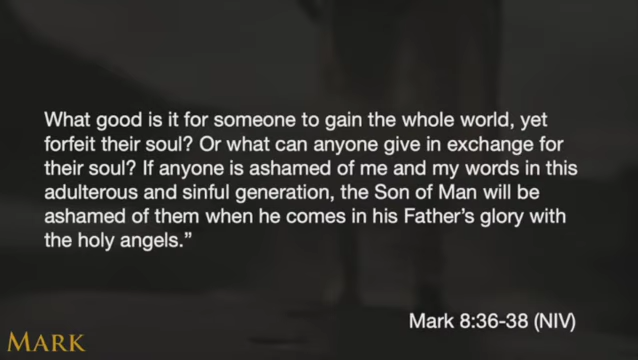 What good is it for someone to gain the whole world, yet
forfeit their soul? Or what can anyone give in exchange for
their soul? If anyone is ashamed of me and my words in this
adulterous and sinful generation, the Son of Man will be
ashamed of them when he comes in his Father’s glory with
the holy angels.”
Mark 8:36-38 (NIV)
MARK